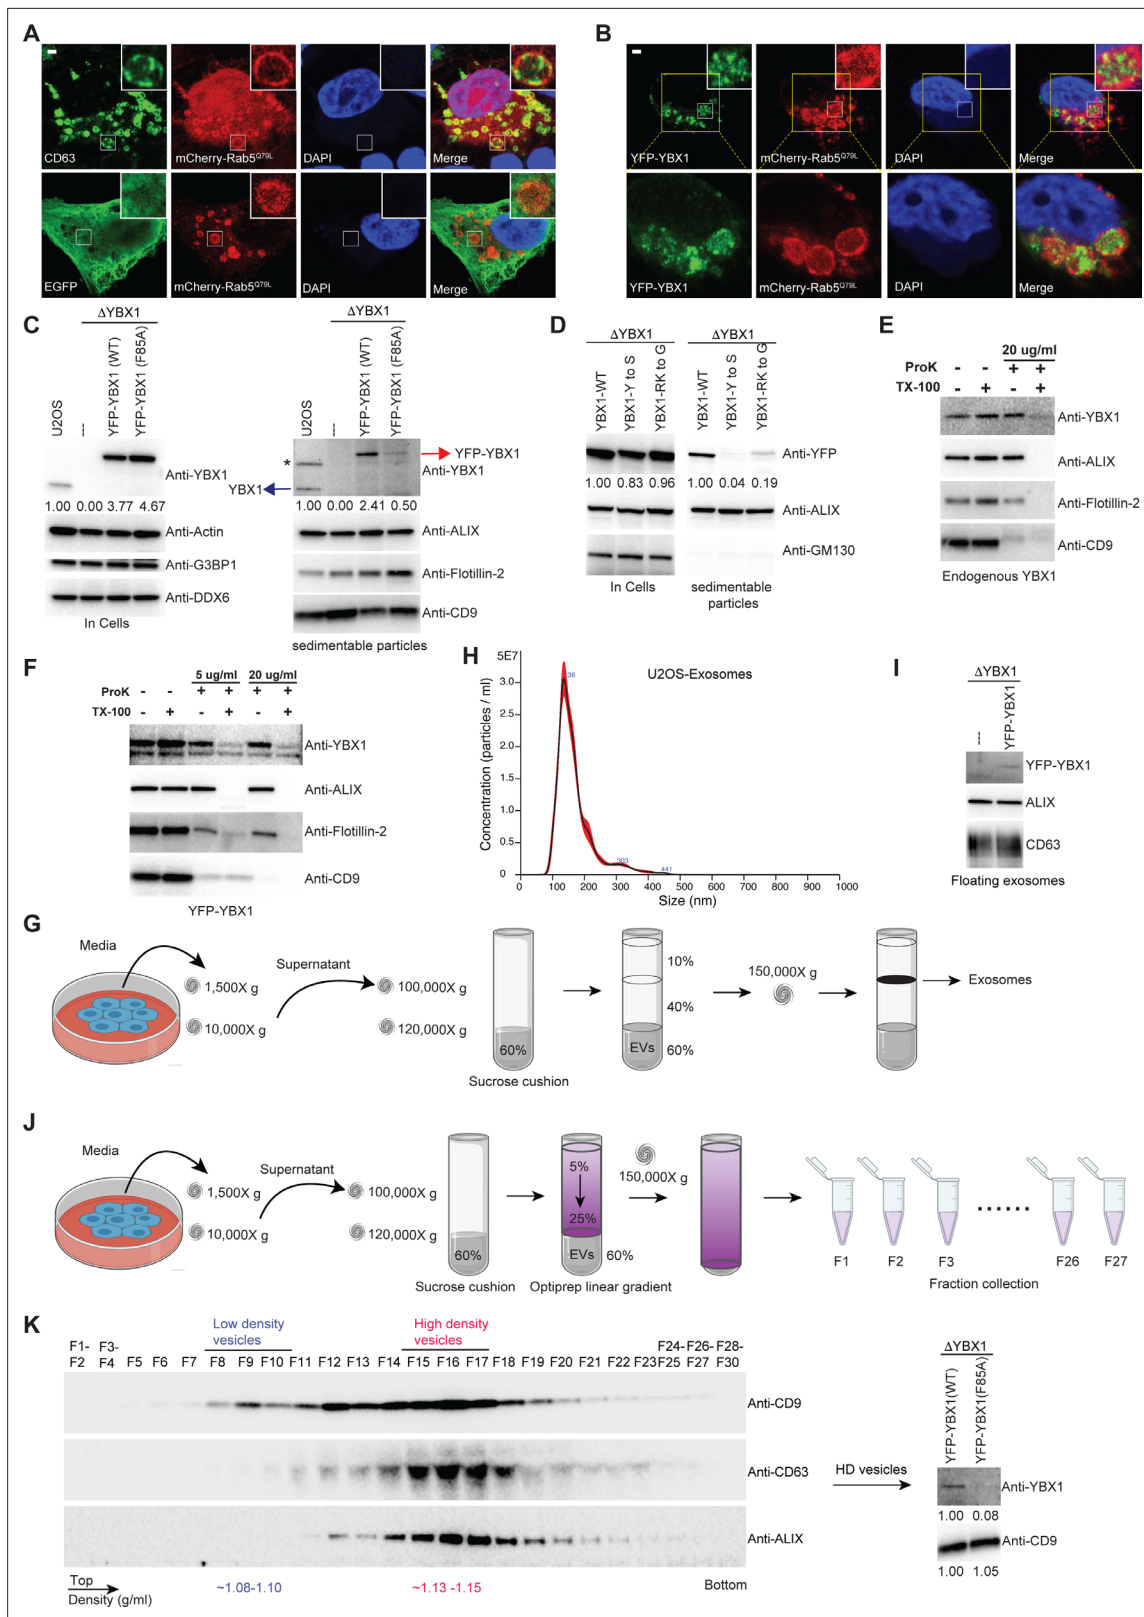 A
CD63
mCherry-Rab5Q79L
DAPI
Merge
EGFP
mCherry-Rab5Q79L
DAPI
Merge
B
YFP-YBX1
mCherry-Rab5Q79L
DAPI
Merge
YFP-YBX1
mCherry-Rab5Q79L
DAPI
Merge
C
ΔYBX1
U2OS
---
YFP-YBX1 (WT)
YFP-YBX1 (F85A)
Anti-YBX1
1.00 0.00 3.77 4.67
Anti-Actin
Anti-G3BP1
Anti-DDX6
In Cells
ΔYBX1
U2OS
---
YFP-YBX1 (WT)
YFP-YBX1 (F85A)
*
YFP-YBX1
Anti-YBX1
YBX1
1.00 0.00 2.41 0.50
Anti-ALIX
Anti-Flotillin-2
Anti-CD9
sedimentable particles
D
ΔYBX1
YBX1-WT
YBX1-Y to S
YBX1-RK to G
ΔYBX1
YBX1-WT
YBX1-Y to S
YBX1-RK to G
Anti-YFP
1.00 0.83 0.96
1.00 0.04 0.19
Anti-ALIX
Anti-GM130
In Cells
sedimentable
particles
E
20 ug/ml
ProK - - + +
TX-100 - + - +
Anti-YBX1
Anti-ALIX
Anti-Flotillin-2
Anti-CD9
Endogenous YBX1
F
5 ug/ml 20 ug/ml
ProK - - + + + +
TX-100 - + - + - +
Anti-YBX1
Anti-ALIX
Anti-Flotillin-2
Anti-CD9
YFP-YBX1
H
5E7
U2OS-Exosomes
Concentration (particles / ml)
3.0
2.5
2.0
1.5
1.0
0.5
0
303
441
0 100 200 300 400 500 600 700 800 900 1000
Size (nm)
I
ΔYBX1
---
YFP-YBX1
YFP-YBX1
ALIX
CD63
Floating exosomes
G
Media
1,500X g
10,000X g
Supernatant
100,000X g
120,000X g
60%
Sucrose cushion
10%
40%
EVs
60%
150,000X g
Exosomes
J
Media
1,500X g
10,000X g
Supernatant
100,000X g
120,000X g
60%
Sucrose cushion
5%
25%
EVs
60%
Optiprep linear gradient
150,000X g
F1 F2 F3 ...... F26 F27
Fraction collection
K
Low density
vesicles
High density
vesicles
F1-F2 F3-F4 F5 F6 F7 F8 F9 F10 F11 F12 F13 F14 F15 F16 F17 F18 F19 F20 F21 F22 F23 F24-F25 F26-F27 F28-F30
Anti-CD9
Anti-CD63
Anti-ALIX
Top
Density (g/ml)
~1.08-1.10
~1.13 -1.15
Bottom
HD vesicles
ΔYBX1
YFP-YBX1(WT)
YFP-YBX1(F85A)
Anti-YBX1
1.00 0.08
Anti-CD9
1.00 1.05